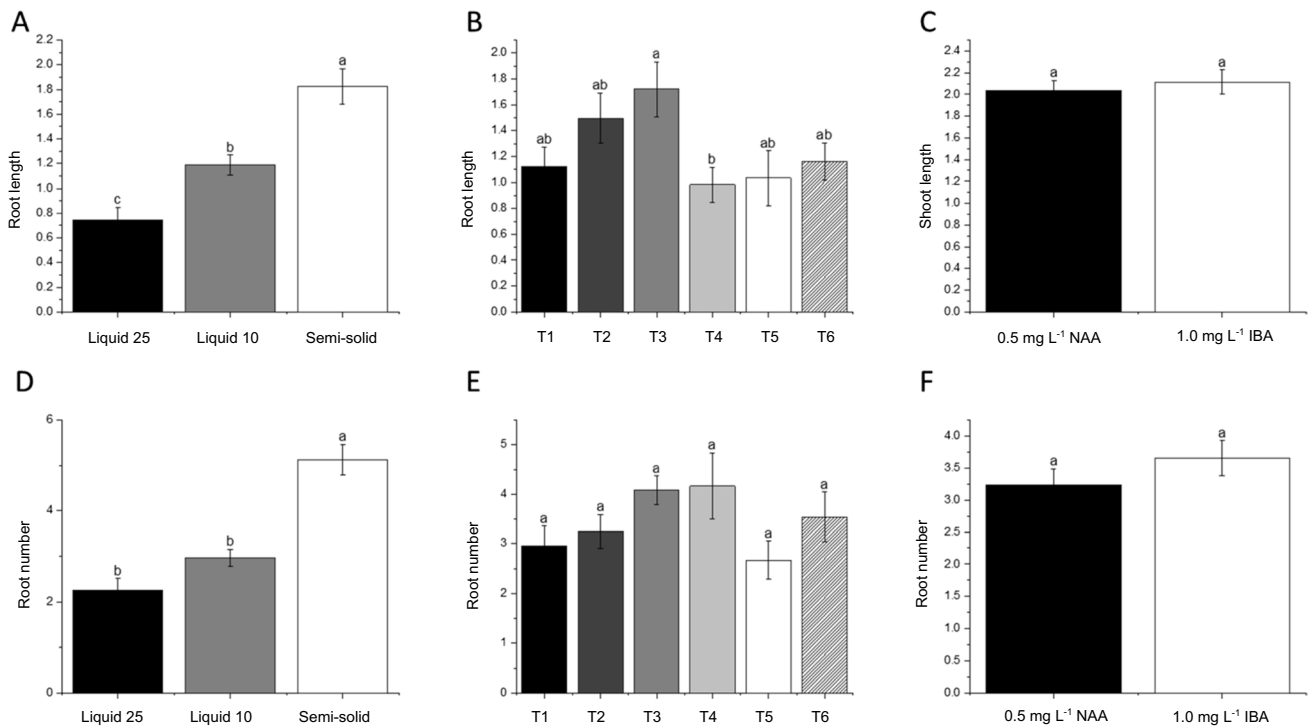 A
Root length
2.2
2.0
1.8
1.6
1.4
1.2
1.0
0.8
0.6
0.4
0.2
0.0
c
b
a
Liquid 25 Liquid 10 Semi-solid
B
Root length
2.0
1.8
1.6
1.4
1.2
1.0
0.8
0.6
0.4
0.2
0.0
ab
ab
a
b
ab
ab
T1 T2 T3 T4 T5 T6
C
Shoot length
2.4
2.2
2.0
1.8
1.6
1.4
1.2
1.0
0.8
0.6
0.4
0.2
0.0
a
a
0.5 mg L⁻¹ NAA 1.0 mg L⁻¹ IBA
D
Root number
6
4
2
0
b
b
a
Liquid 25 Liquid 10 Semi-solid
E
Root number
5
4
3
2
1
0
a
a
a
a
a
a
T1 T2 T3 T4 T5 T6
F
Root number
4.0
3.5
3.0
2.5
2.0
1.5
1.0
0.5
0.0
a
a
0.5 mg L⁻¹ NAA 1.0 mg L⁻¹ IBA